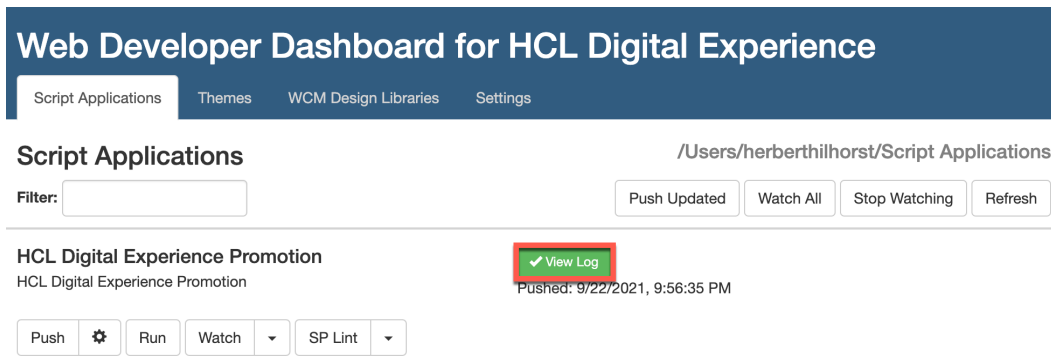 Web Developer Dashboard for HCL Digital Experience
Script Applications Themes WCM Design Libraries Settings
Script Applications /Users/herberthilhorst/Script Applications
Filter: Push Updated Watch All Stop Watching Refresh
HCL Digital Experience Promotion View Log
HCL Digital Experience Promotion Pushed: 9/22/2021, 9:56:35 PM
Push Run Watch SP Lint